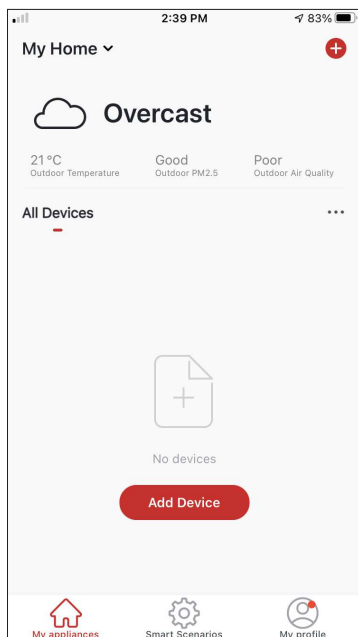 2:39 PM
83%
My Home
Overcast
21°C Good Poor
Outdoor Temperature Outdoor PM2.5 Outdoor Air Quality
All Devices
No devices
Add Device
My appliances Smart Scenarios My profile